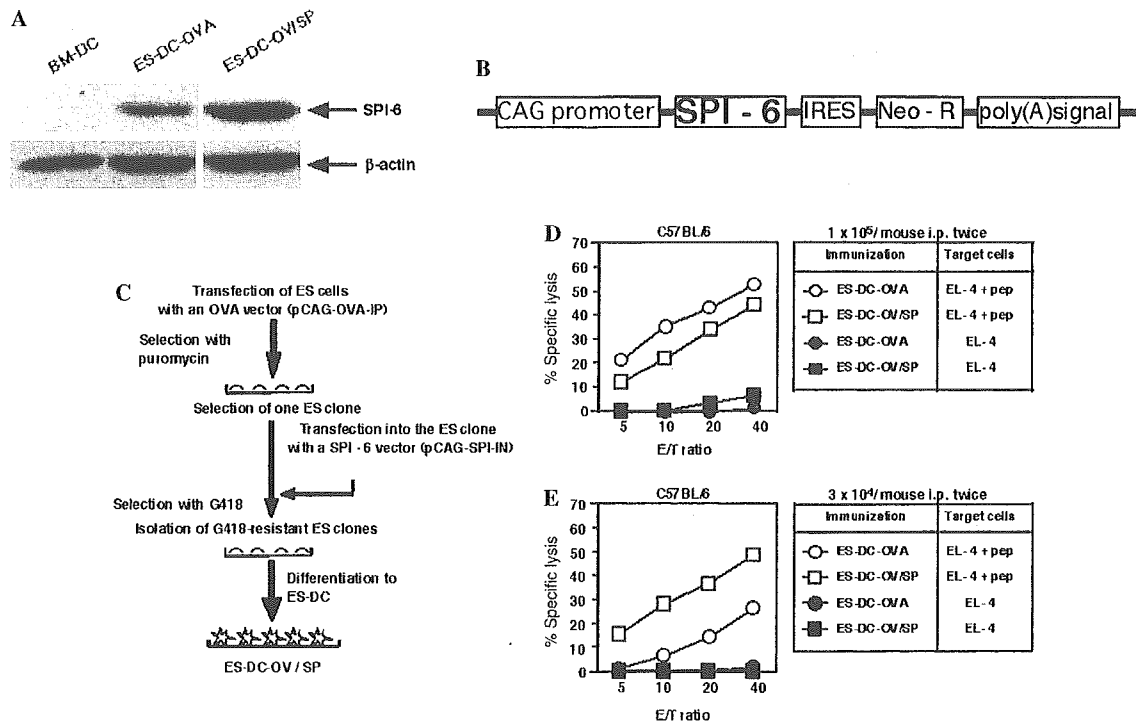 A
BM-DC
ES-DC-OVA
ES-DC-OV/SP
SPI-6
β-actin
B
CAG promoter
SPI - 6
IRES
Neo - R
poly(A)signal
C
Transfection of ES cells
with an OVA vector (pCAG-OVA-IP)
Selection with
puromycin
Selection of one ES clone
Transfection into the ES clone
with a SPI - 6 vector (pCAG-SPI-IN)
Selection with G418
Isolation of G418-resistant ES clones
Differentiation to
ES-DC
ES-DC-OV / SP
D
C57BL/6
% Specific lysis
70
60
50
40
30
20
10
0
5 10 20 40
E/T ratio
1 x 10⁵/ mouse i.p. twice
Immunization Target cells
ES-DC-OVA EL-4 + pep
ES-DC-OV/SP EL-4 + pep
ES-DC-OVA EL-4
ES-DC-OV/SP EL-4
E
C57BL/6
% Specific lysis
70
60
50
40
30
20
10
0
5 10 20 40
E/T ratio
3 x 10⁴/ mouse i.p. twice
Immunization Target cells
ES-DC-OVA EL-4 + pep
ES-DC-OV/SP EL-4 + pep
ES-DC-OVA EL-4
ES-DC-OV/SP EL-4